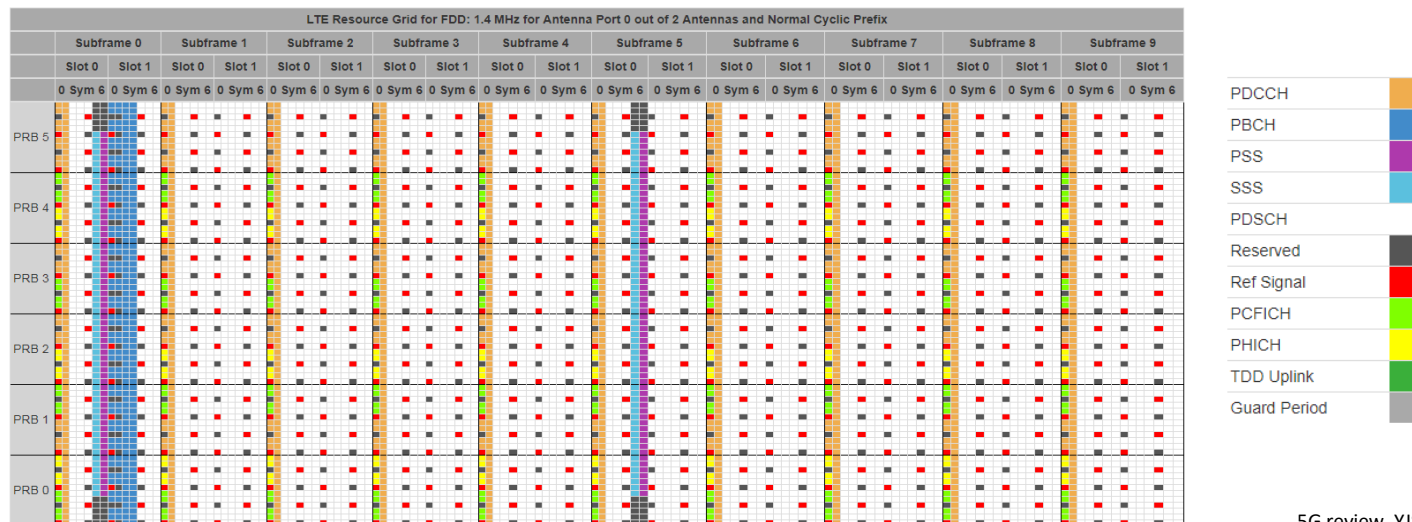 LTE Resource Grid for FDD: 1.4 MHz for Antenna Port 0 out of 2 Antennas and Normal Cyclic Prefix
Subframe 0 Subframe 1 Subframe 2 Subframe 3 Subframe 4 Subframe 5 Subframe 6 Subframe 7 Subframe 8 Subframe 9
Slot 0 Slot 1 Slot 0 Slot 1 Slot 0 Slot 1 Slot 0 Slot 1 Slot 0 Slot 1 Slot 0 Slot 1 Slot 0 Slot 1 Slot 0 Slot 1 Slot 0 Slot 1 Slot 0 Slot 1
0 Sym 6 0 Sym 6 0 Sym 6 0 Sym 6 0 Sym 6 0 Sym 6 0 Sym 6 0 Sym 6 0 Sym 6 0 Sym 6 0 Sym 6 0 Sym 6 0 Sym 6 0 Sym 6 0 Sym 6 0 Sym 6 0 Sym 6 0 Sym 6 0 Sym 6 0 Sym 6
PRB 5
PRB 4
PRB 3
PRB 2
PRB 1
PRB 0
PDCCH
PBCH
PSS
SSS
PDSCH
Reserved
Ref Signal
PCFICH
PHICH
TDD Uplink
Guard Period
5G review